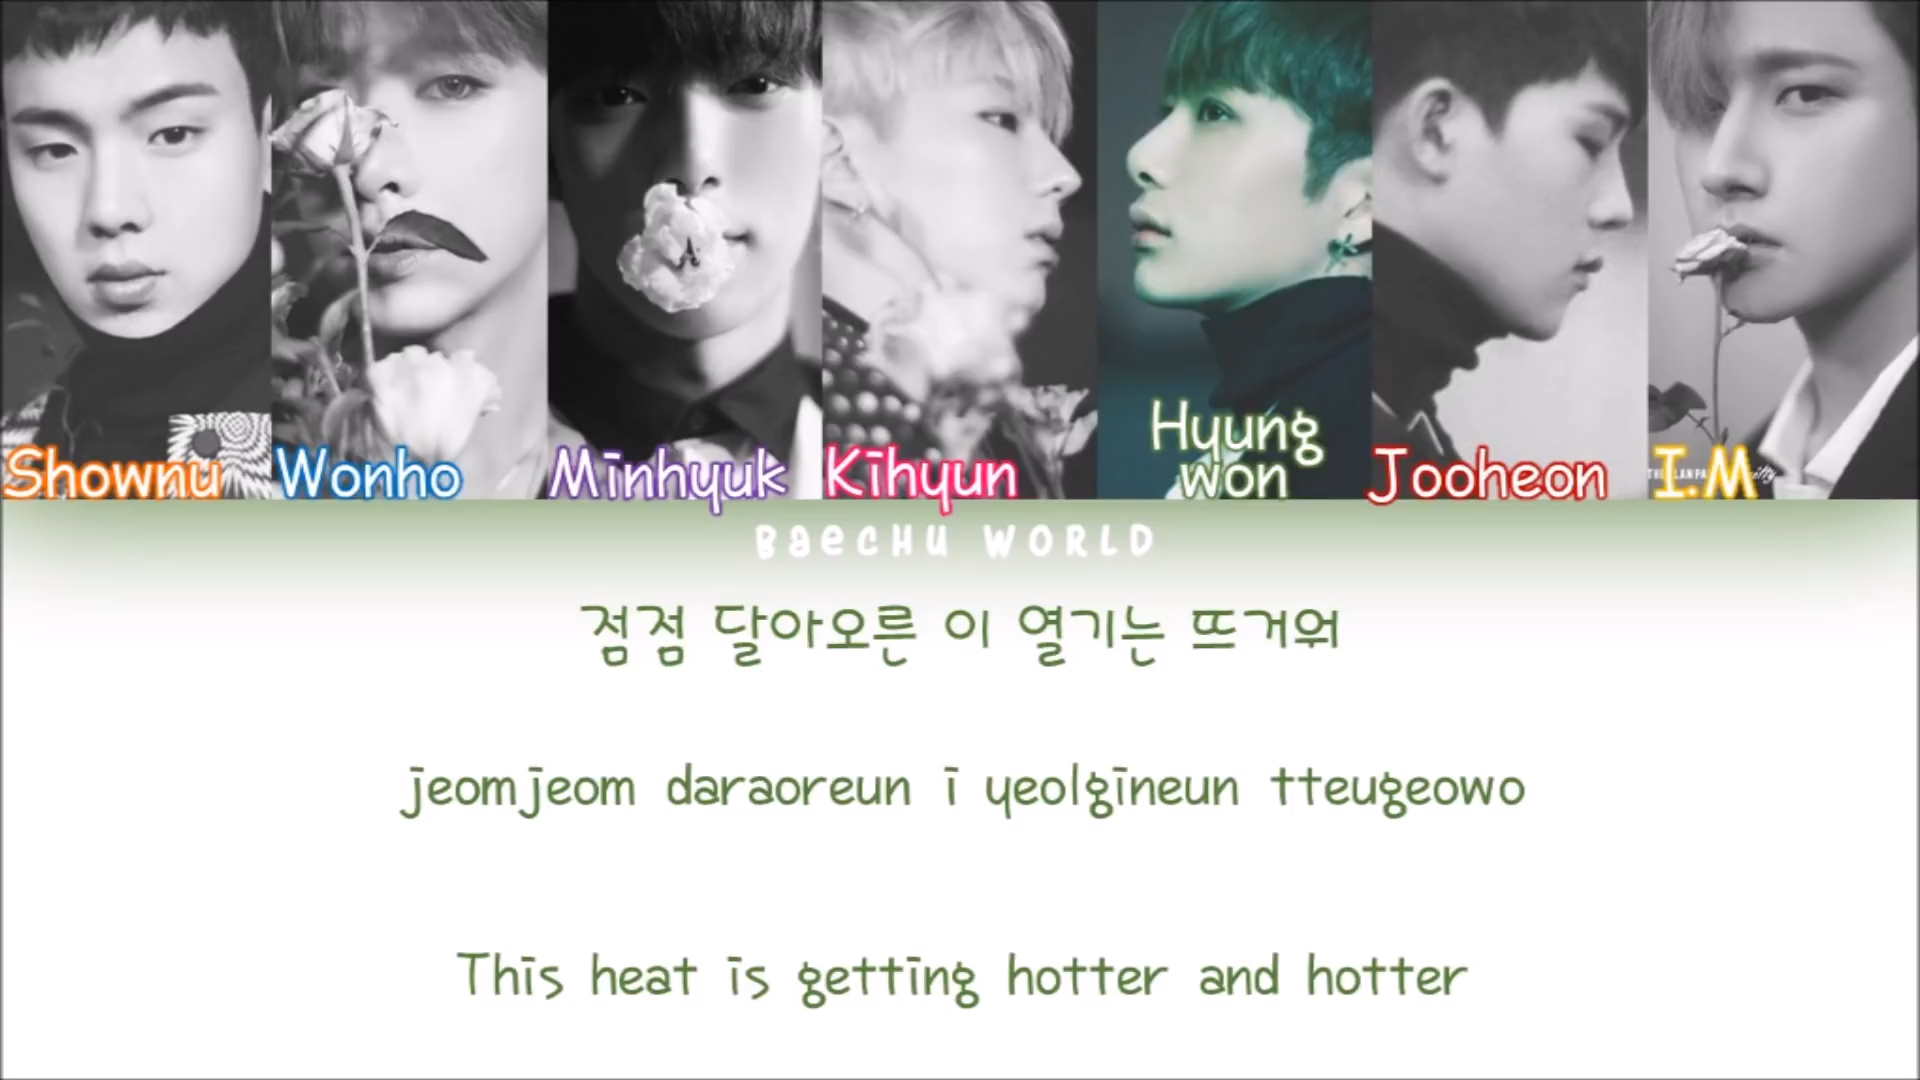 Shownu
Wonho
Minhyuk
Kihyun
Hyung
won
Jooheon
I.M
BaecHu WORLD
점점 달아오른 이 열기는 뜨거워
jeomjeom daraoreun i yeolgineun tteugeowo
This heat is getting hotter and hotter